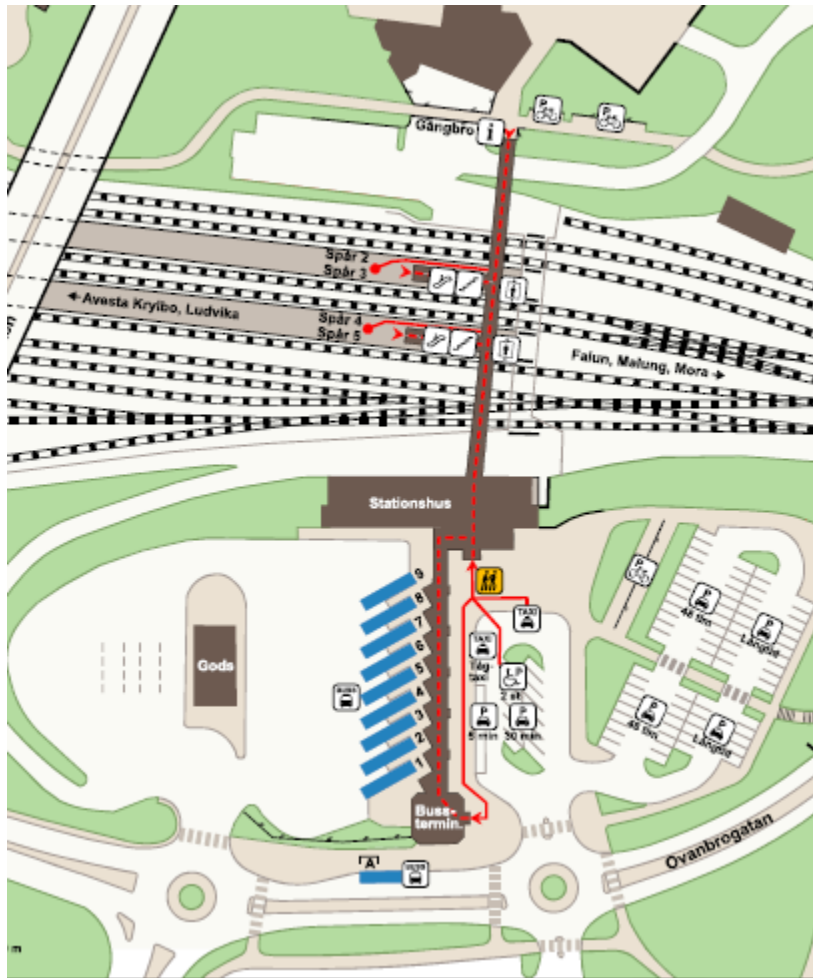 P
P
Gångbro
i
Spår 2
Spår 3
Avesta Krylbo, Ludvika
Spår 4
Spår 5
Falun, Malung, Mora
Stationshus
P
9
8
7
6
5
4
3
2
1
TAXI
TAXI
Tåg-
taxi
P
2 st
P
5 min
P
30 min.
P
48 tim
P
Långtid
P
48 tim
P
Långtid
Gods
BUSS
Buss-
termin.
A
BUSS
Ovanbrogatan
m